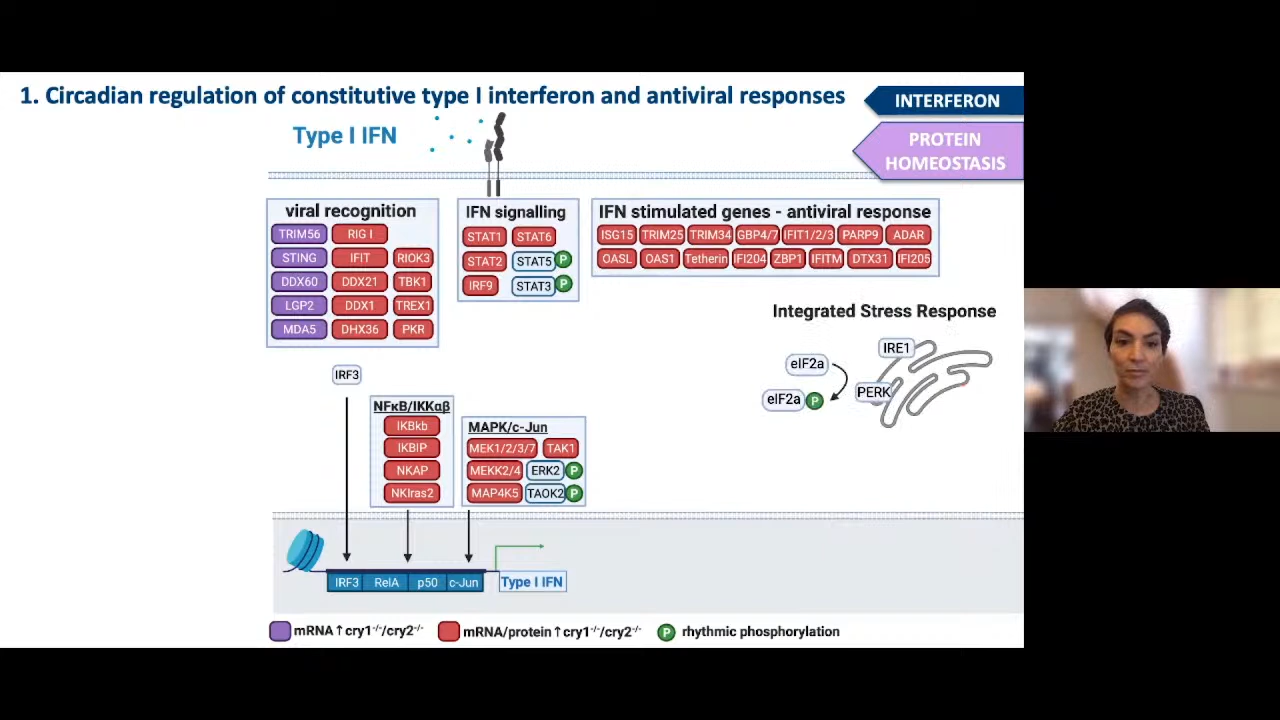 1. Circadian regulation of constitutive type I interferon and antiviral responses
INTERFERON
PROTEIN
HOMEOSTASIS
Type I IFN
viral recognition
TRIM56 RIG I
STING IFIT RIOK3
DDX60 DDX21 TBK1
LGP2 DDX1 TREX1
MDA5 DHX36 PKR
IFN signalling
STAT1 STAT6
STAT2 STAT5 P
IRF9 STAT3 P
IFN stimulated genes - antiviral response
ISG15 TRIM25 TRIM34 GBP4/7 IFIT1/2/3 PARP9 ADAR
OASL OAS1 Tetherin IFI204 ZBP1 IFITM DTX31 IFI205
Integrated Stress Response
IRE1
eIF2a
PERK
eIF2a P
IRF3
NFκB/IKKαβ
IKBkb
IKBIP
NKAP
NKIras2
MAPK/c-Jun
MEK1/2/3/7 TAK1
MEKK2/4 ERK2 P
MAP4K5 TAOK2 P
IRF3 RelA p50 c-Jun Type I IFN
mRNA↑cry1⁻/⁻/cry2⁻/⁻ mRNA/protein↑cry1⁻/⁻/cry2⁻/⁻ P rhythmic phosphorylation